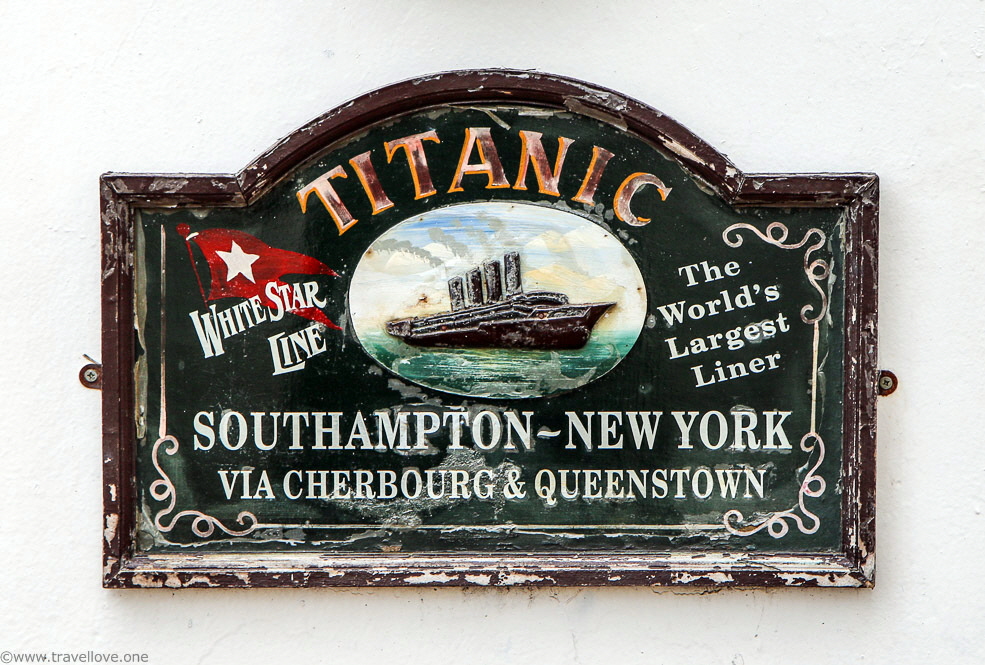 TITANIC
WHITE STAR
LINE
The
World's
Largest
Liner
SOUTHAMPTON~NEW YORK
VIA CHERBOURG & QUEENSTOWN
©www.travellove.one